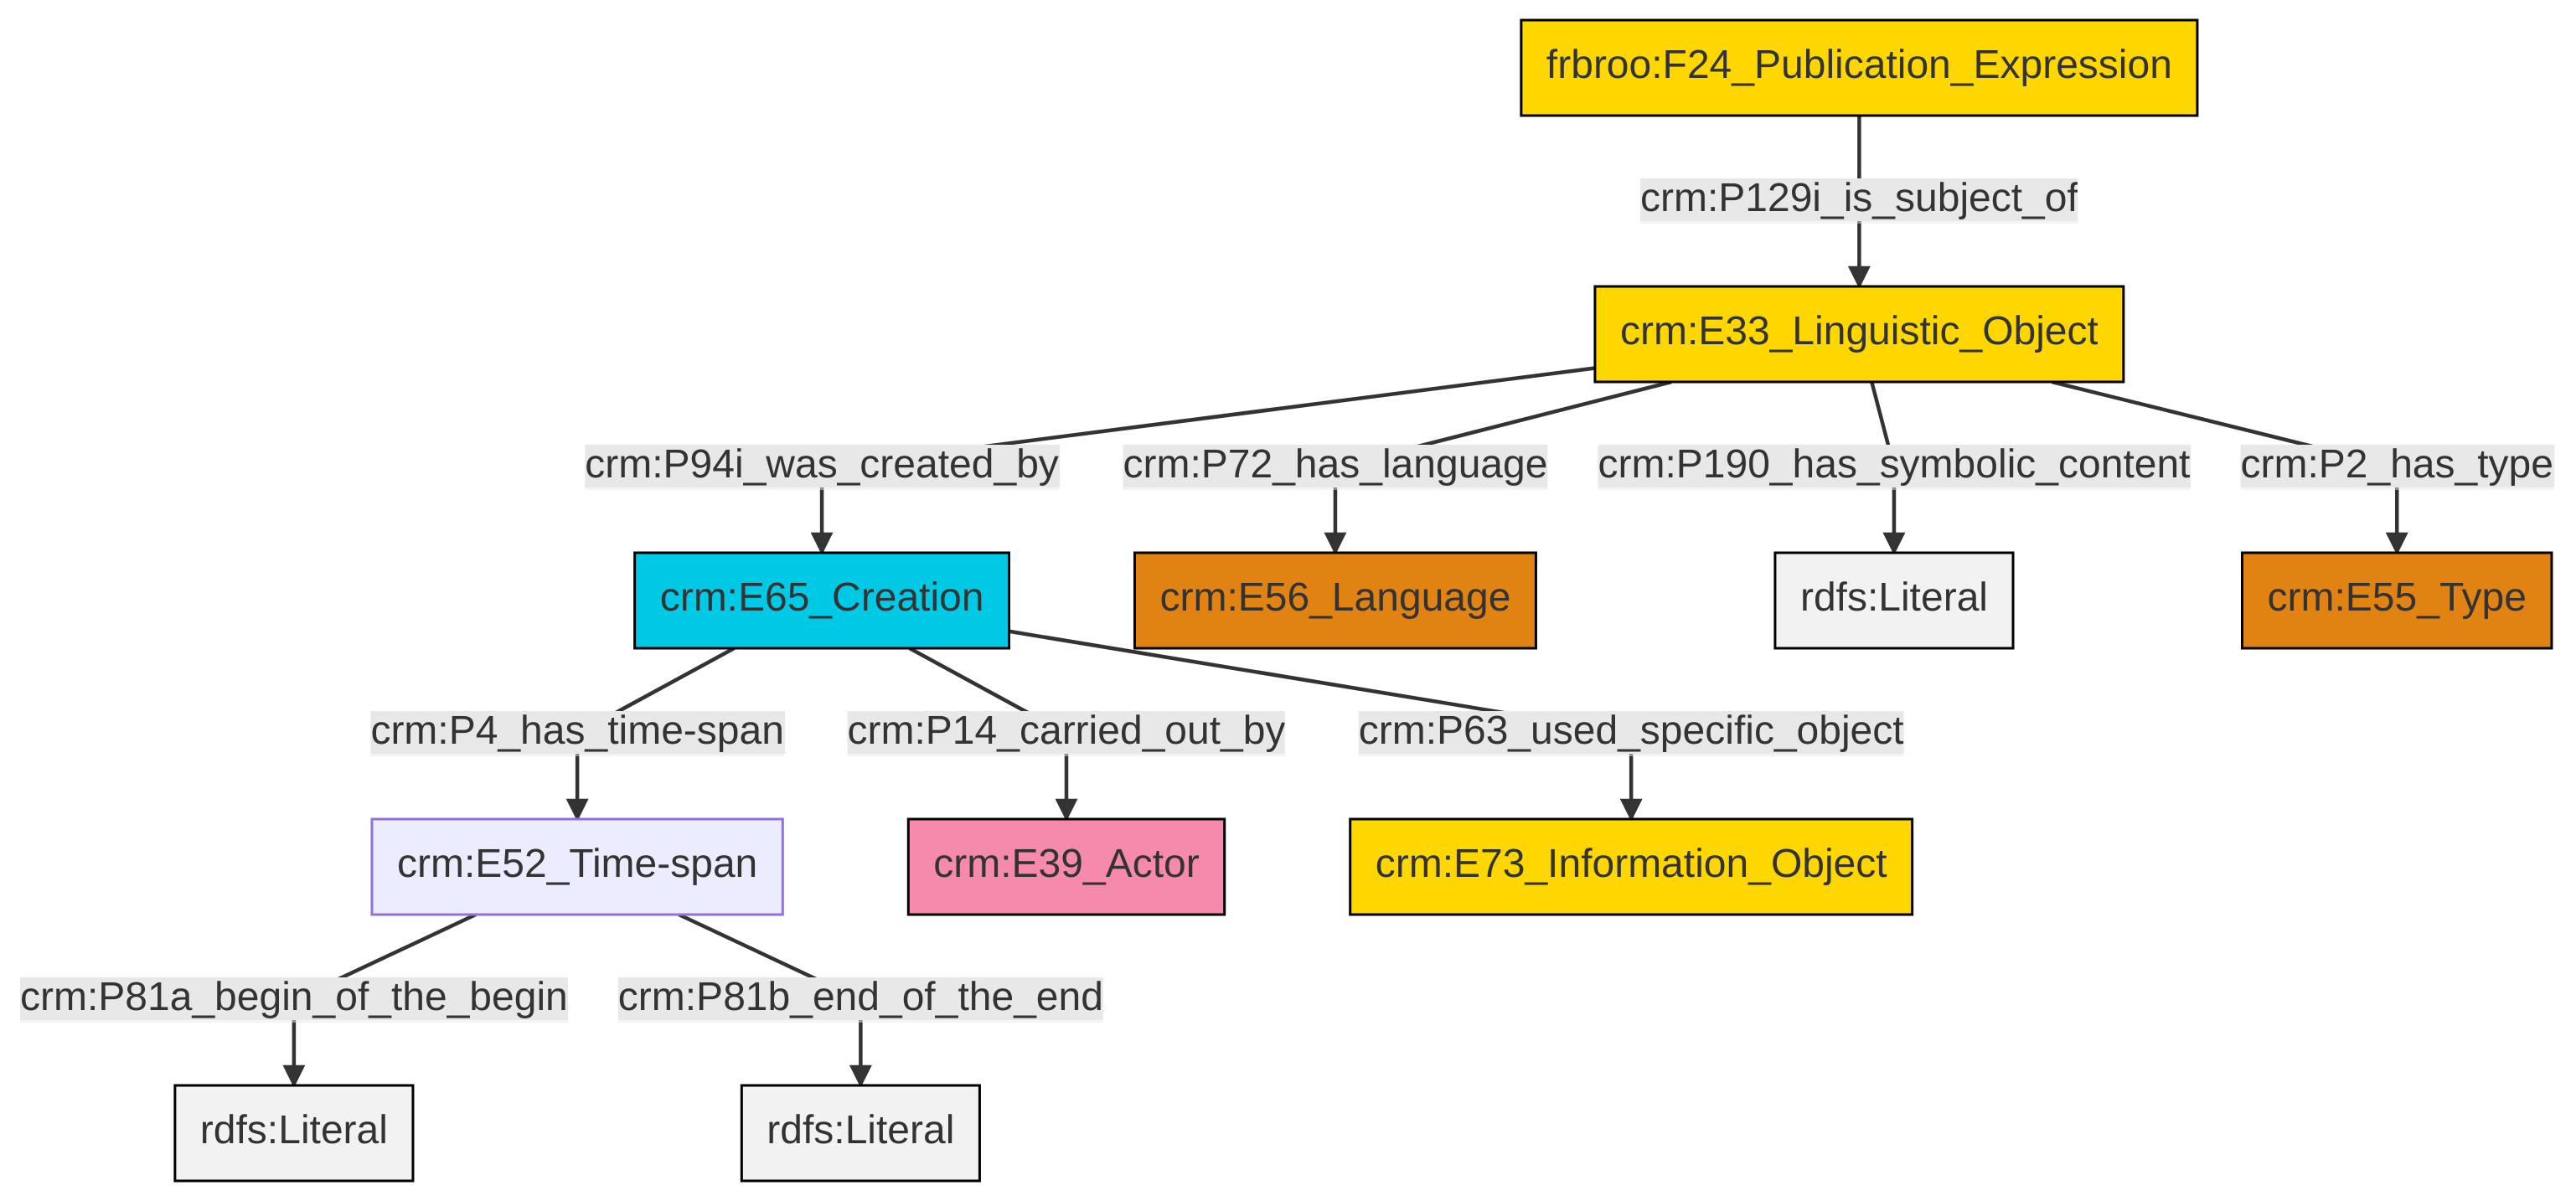 frbroo:F24_Publication_Expression
crm:P129i_is_subject_of
crm:E33_Linguistic_Object
crm:P94i_was_created_by
crm:P72_has_language
crm:P190_has_symbolic_content
crm:P2_has_type
crm:E65_Creation
crm:E56_Language
rdfs:Literal
crm:E55_Type
crm:P4_has_time-span
crm:P14_carried_out_by
crm:P63_used_specific_object
crm:E52_Time-span
crm:E39_Actor
crm:E73_Information_Object
crm:P81a_begin_of_the_begin
crm:P81b_end_of_the_end
rdfs:Literal
rdfs:Literal